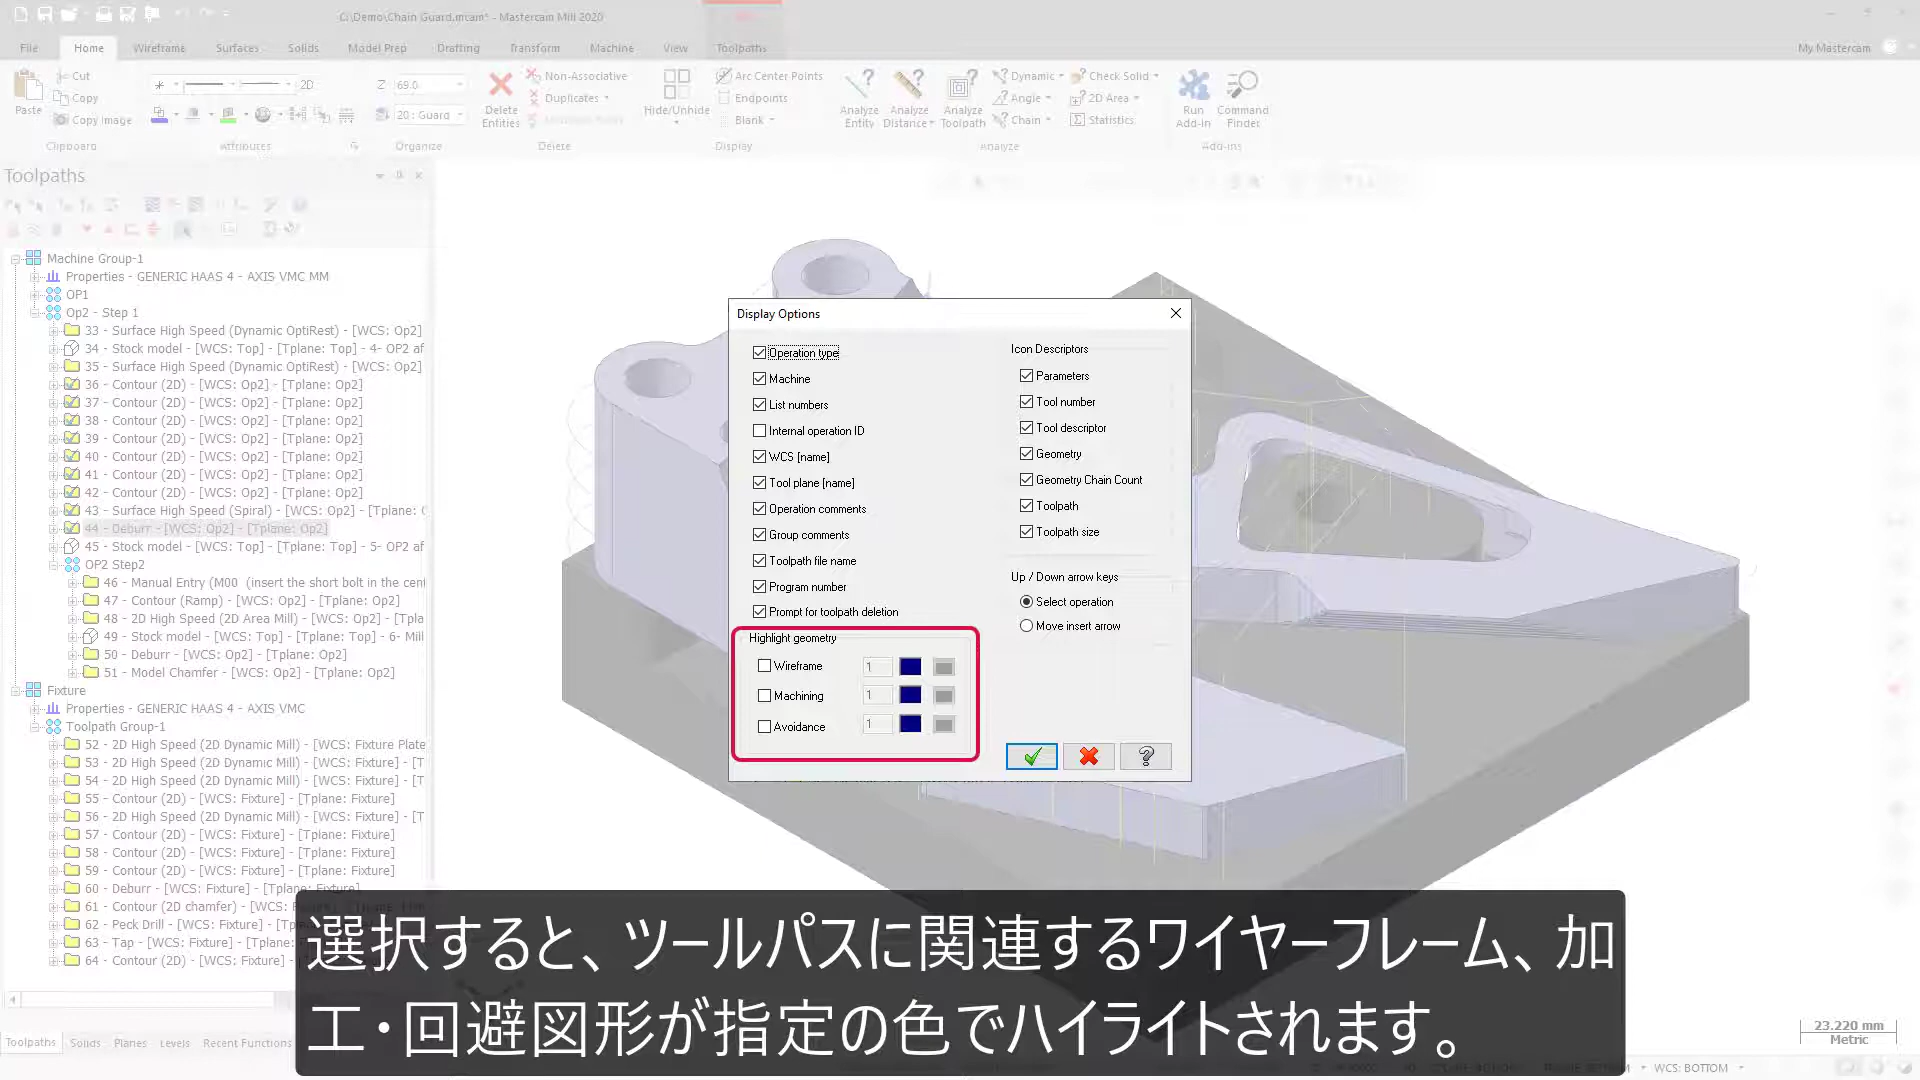 C:\Demo\Chain Guard.mcam* - Mastercam Mill 2020
File Home Wireframe Surfaces Solids Model Prep Drafting Transform Machine View Toolpaths My Mastercam
Paste
Cut
Copy
Copy Image
Clipboard
2D
Attributes
Z 69.0
20 : Guard
Organize
Delete Entities
Non-Associative
Duplicates
Delete
Hide/Unhide
Arc Center Points
Endpoints
Blank
Display
Analyze Entity
Analyze Distance
Analyze Toolpath
Dynamic
Angle
Chain
Check Solid
2D Area
Statistics
Analyze
Run Add-in
Command Finder
Add-ins
Toolpaths
Machine Group-1
Properties - GENERIC HAAS 4 - AXIS VMC MM
OP1
Op2 - Step 1
33 - Surface High Speed (Dynamic OptiRest) - [WCS: Op2]
34 - Stock model - [WCS: Top] - [Tplane: Top] - 4- OP2 af
35 - Surface High Speed (Dynamic OptiRest) - [WCS: Op2]
36 - Contour (2D) - [WCS: Op2] - [Tplane: Op2]
37 - Contour (2D) - [WCS: Op2] - [Tplane: Op2]
38 - Contour (2D) - [WCS: Op2] - [Tplane: Op2]
39 - Contour (2D) - [WCS: Op2] - [Tplane: Op2]
40 - Contour (2D) - [WCS: Op2] - [Tplane: Op2]
41 - Contour (2D) - [WCS: Op2] - [Tplane: Op2]
42 - Contour (2D) - [WCS: Op2] - [Tplane: Op2]
43 - Surface High Speed (Spiral) - [WCS: Op2] - [Tplane: 
44 - Deburr - [WCS: Op2] - [Tplane: Op2]
45 - Stock model - [WCS: Top] - [Tplane: Top] - 5- OP2 af
OP2 Step2
46 - Manual Entry (M00 (insert the short bolt in the cent
47 - Contour (Ramp) - [WCS: Op2] - [Tplane: Op2]
48 - 2D High Speed (2D Area Mill) - [WCS: Op2] - [Tpla
49 - Stock model - [WCS: Top] - [Tplane: Top] - 6- Mill
50 - Deburr - [WCS: Op2] - [Tplane: Op2]
51 - Model Chamfer - [WCS: Op2] - [Tplane: Op2]
Fixture
Properties - GENERIC HAAS 4 - AXIS VMC
Toolpath Group-1
52 - 2D High Speed (2D Dynamic Mill) - [WCS: Fixture Plate
53 - 2D High Speed (2D Dynamic Mill) - [WCS: Fixture] - [T
54 - 2D High Speed (2D Dynamic Mill) - [WCS: Fixture] - [T
55 - Contour (2D) - [WCS: Fixture] - [Tplane: Fixture]
56 - 2D High Speed (2D Dynamic Mill) - [WCS: Fixture] - [T
57 - Contour (2D) - [WCS: Fixture] - [Tplane: Fixture]
58 - Contour (2D) - [WCS: Fixture] - [Tplane: Fixture]
59 - Contour (2D) - [WCS: Fixture] - [Tplane: Fixture]
60 - Deburr - [WCS: Fixture] - [Tplane: Fixture]
61 - Contour (2D chamfer) - [WCS:
62 - Peck Drill - [WCS: Fixture] - [Tplane:
63 - Tap - [WCS: Fixture] - [Tplane:
64 - Contour (2D) - [WCS: Fixture] -
Toolpaths Solids Planes Levels Recent Functions
Display Options
Operation type
Machine
List numbers
Internal operation ID
WCS [name]
Tool plane [name]
Operation comments
Group comments
Toolpath file name
Program number
Prompt for toolpath deletion
Highlight geometry
Wireframe 1
Machining 1
Avoidance 1
Icon Descriptors
Parameters
Tool number
Tool descriptor
Geometry
Geometry Chain Count
Toolpath
Toolpath size
Up / Down arrow keys
Select operation
Move insert arrow
選択すると、ツールパスに関連するワイヤーフレーム、加
工・回避図形が指定の色でハイライトされます。
23.220 mm
Metric
WCS: BOTTOM